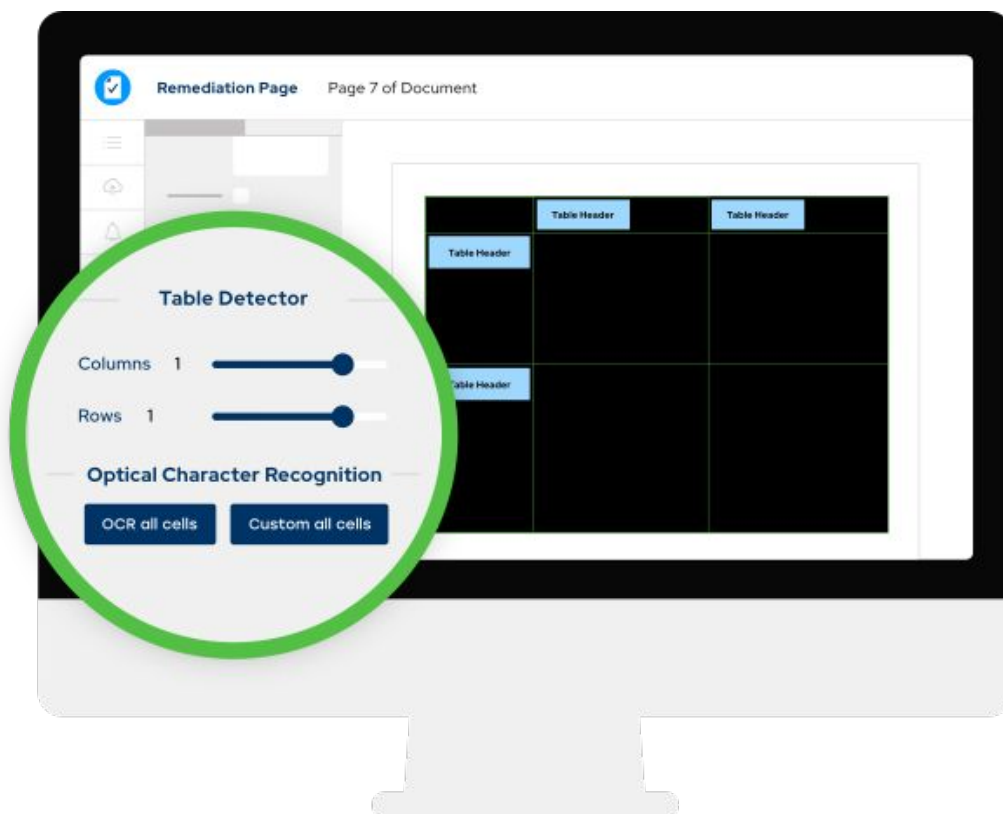 Remediation Page Page 7 of Document
Table Header Table Header
Table Header
Table Header
Table Detector
Columns 1
Rows 1
Optical Character Recognition
OCR all cells Custom all cells